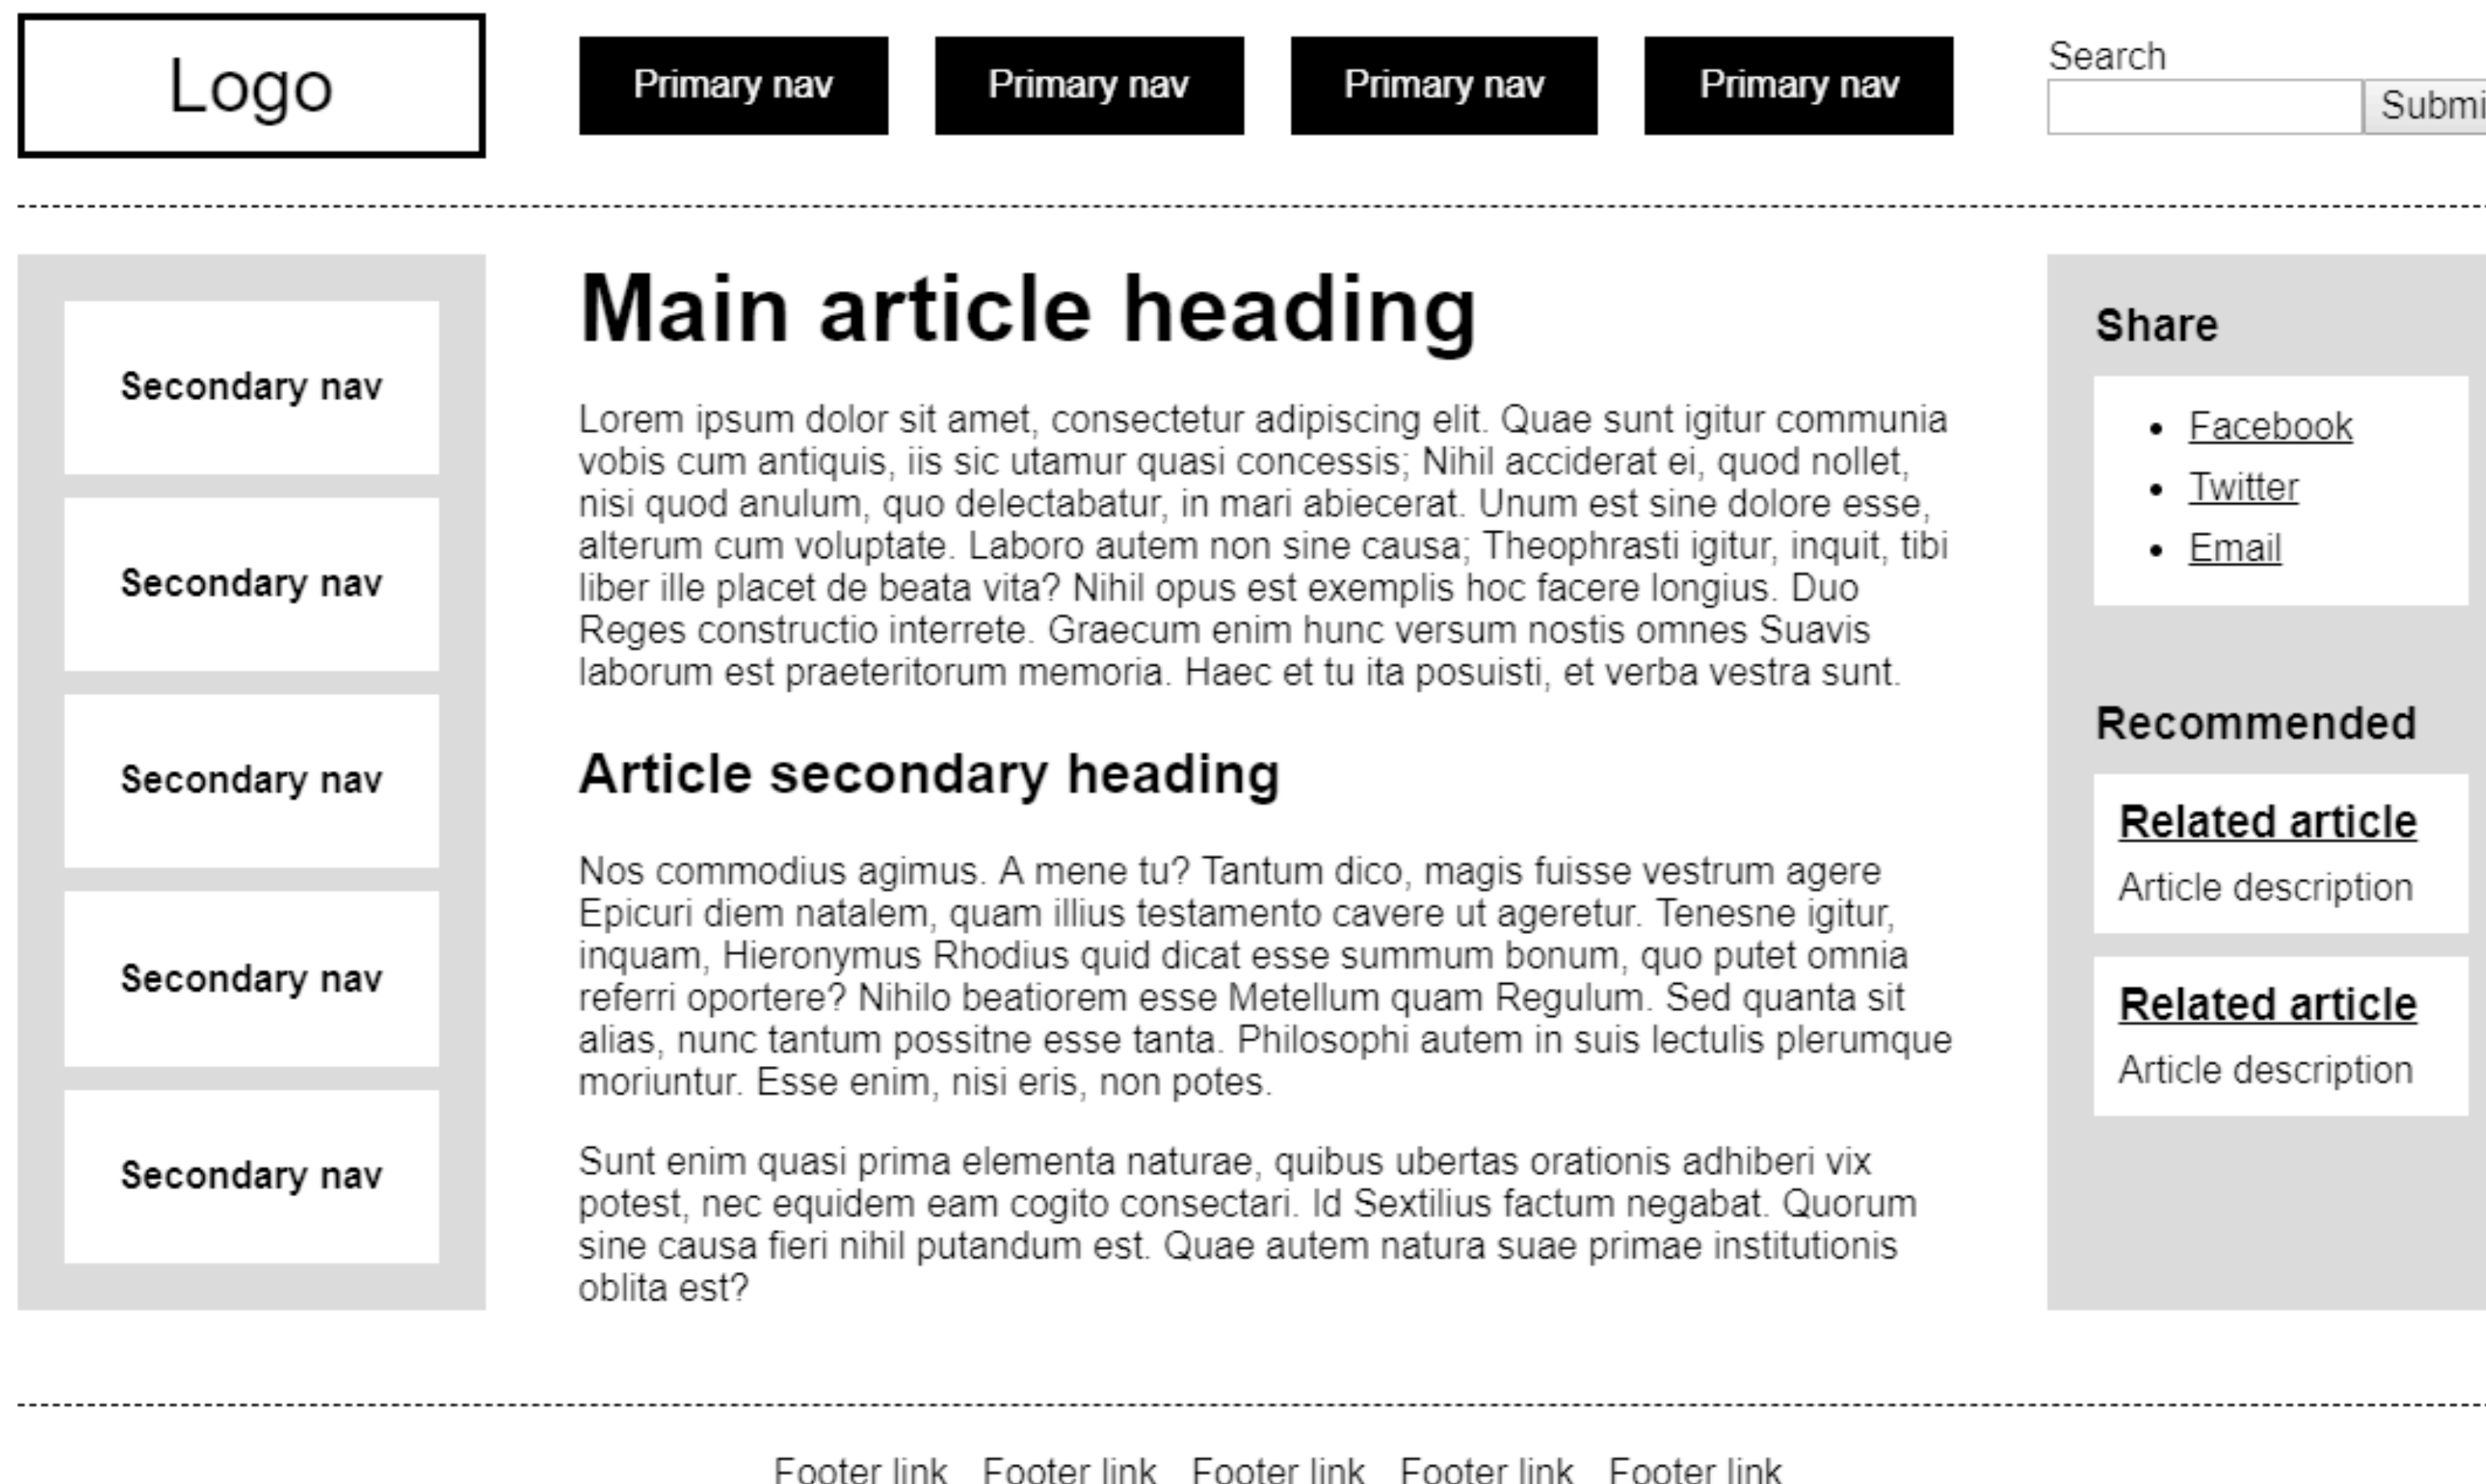 Logo
Primary nav
Primary nav
Primary nav
Primary nav
Search
Submi
Secondary nav
Secondary nav
Secondary nav
Secondary nav
Secondary nav
Main article heading
Lorem ipsum dolor sit amet, consectetur adipiscing elit. Quae sunt igitur communia
vobis cum antiquis, iis sic utamur quasi concessis; Nihil acciderat ei, quod nollet,
nisi quod anulum, quo delectabatur, in mari abiecerat. Unum est sine dolore esse,
alterum cum voluptate. Laboro autem non sine causa; Theophrasti igitur, inquit, tibi
liber ille placet de beata vita? Nihil opus est exemplis hoc facere longius. Duo
Reges constructio interrete. Graecum enim hunc versum nostis omnes Suavis
laborum est praeteritorum memoria. Haec et tu ita posuisti, et verba vestra sunt.
Article secondary heading
Nos commodius agimus. A mene tu? Tantum dico, magis fuisse vestrum agere
Epicuri diem natalem, quam illius testamento cavere ut ageretur. Tenesne igitur,
inquam, Hieronymus Rhodius quid dicat esse summum bonum, quo putet omnia
referri oportere? Nihilo beatiorem esse Metellum quam Regulum. Sed quanta sit
alias, nunc tantum possitne esse tanta. Philosophi autem in suis lectulis plerumque
moriuntur. Esse enim, nisi eris, non potes.
Sunt enim quasi prima elementa naturae, quibus ubertas orationis adhiberi vix
potest, nec equidem eam cogito consectari. Id Sextilius factum negabat. Quorum
sine causa fieri nihil putandum est. Quae autem natura suae primae institutionis
oblita est?
Share
• Facebook
• Twitter
• Email
Recommended
Related article
Article description
Related article
Article description
Footer link Footer link Footer link Footer link Footer link